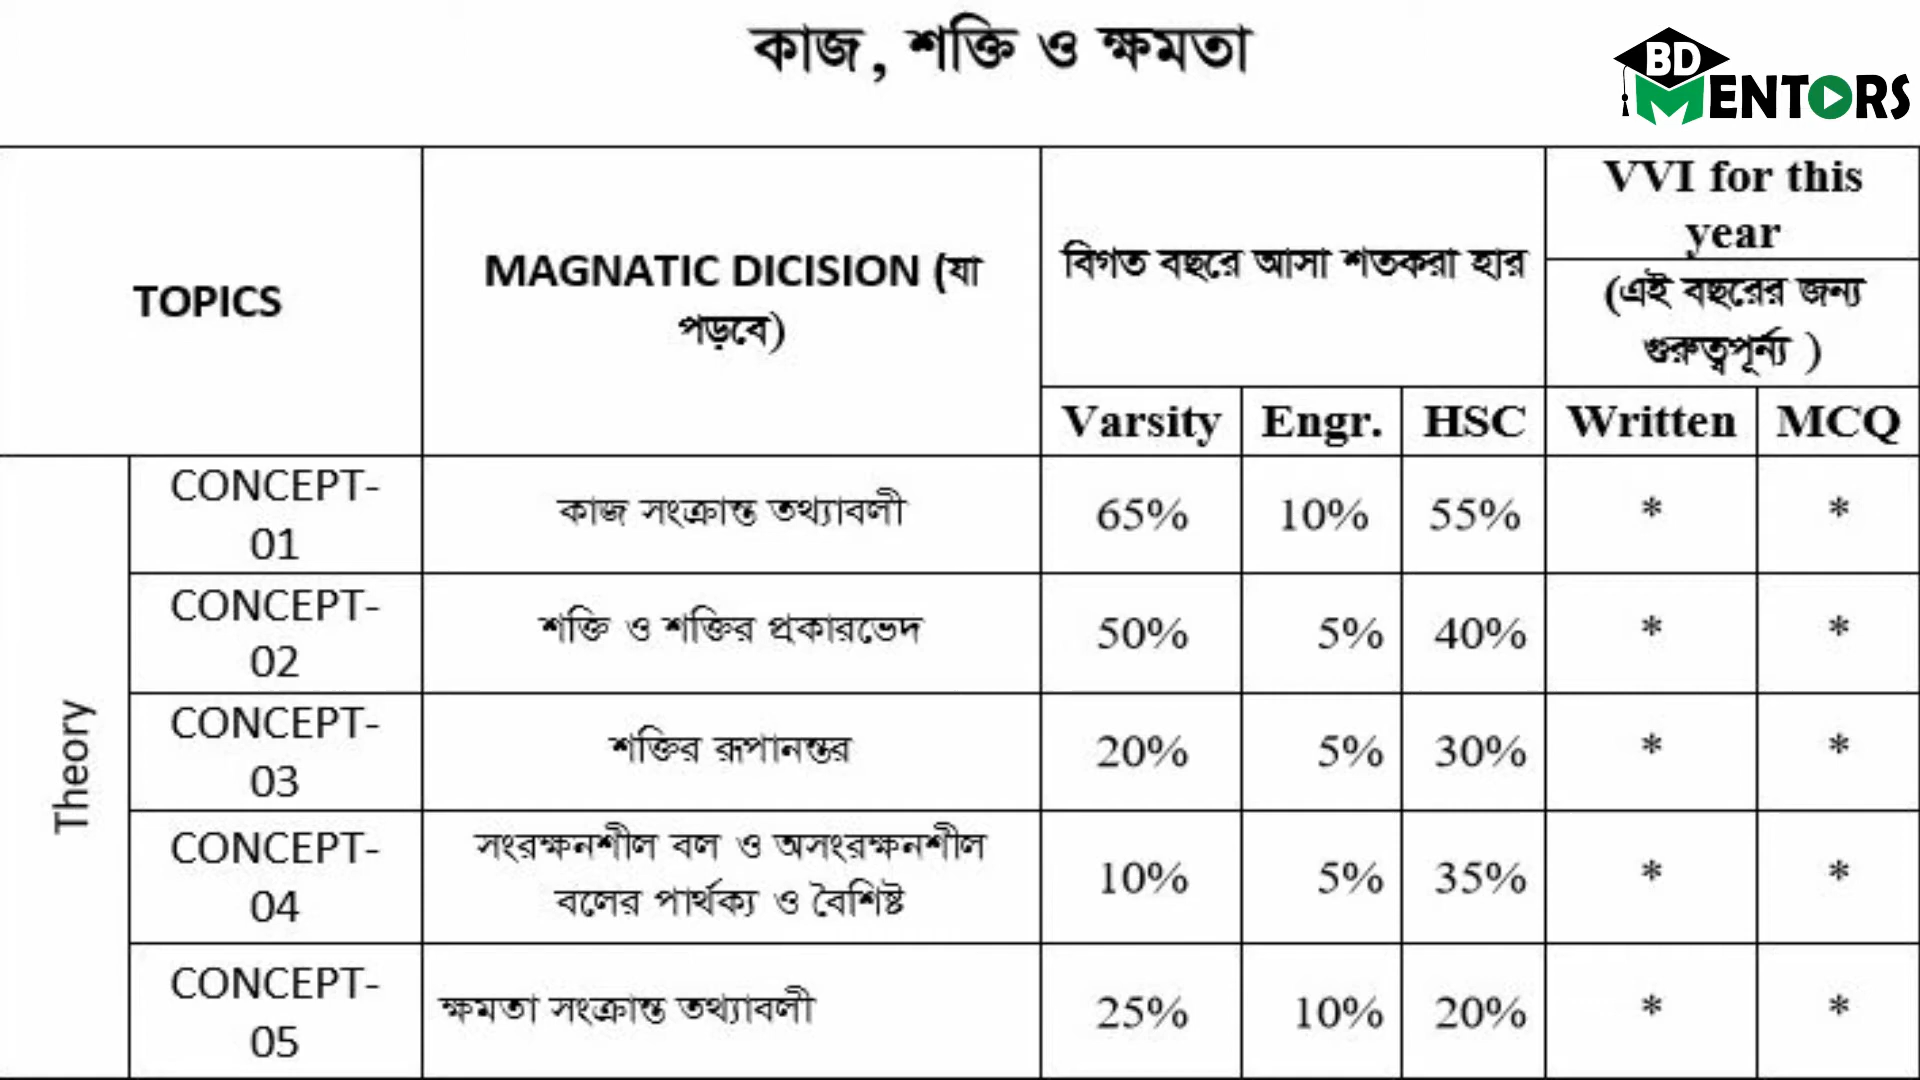 কাজ, শক্তি ও ক্ষমতা
BD
MENTORS
TOPICS
MAGNATIC DICISION (যা
পড়বে)
বিগত বছরে আসা শতকরা হার
VVI for this
year
(এই বছরের জন্য
গুরুত্বপূর্ন্য )
Varsity Engr. HSC Written MCQ
Theory
CONCEPT-
01
কাজ সংক্রান্ত তথ্যাবলী
65% 10% 55% * *
CONCEPT-
02
শক্তি ও শক্তির প্রকারভেদ
50% 5% 40% * *
CONCEPT-
03
শক্তির রূপানন্তর
20% 5% 30% * *
CONCEPT-
04
সংরক্ষনশীল বল ও অসংরক্ষনশীল
বলের পার্থক্য ও বৈশিষ্ট
10% 5% 35% * *
CONCEPT-
05
ক্ষমতা সংক্রান্ত তথ্যাবলী
25% 10% 20% * *